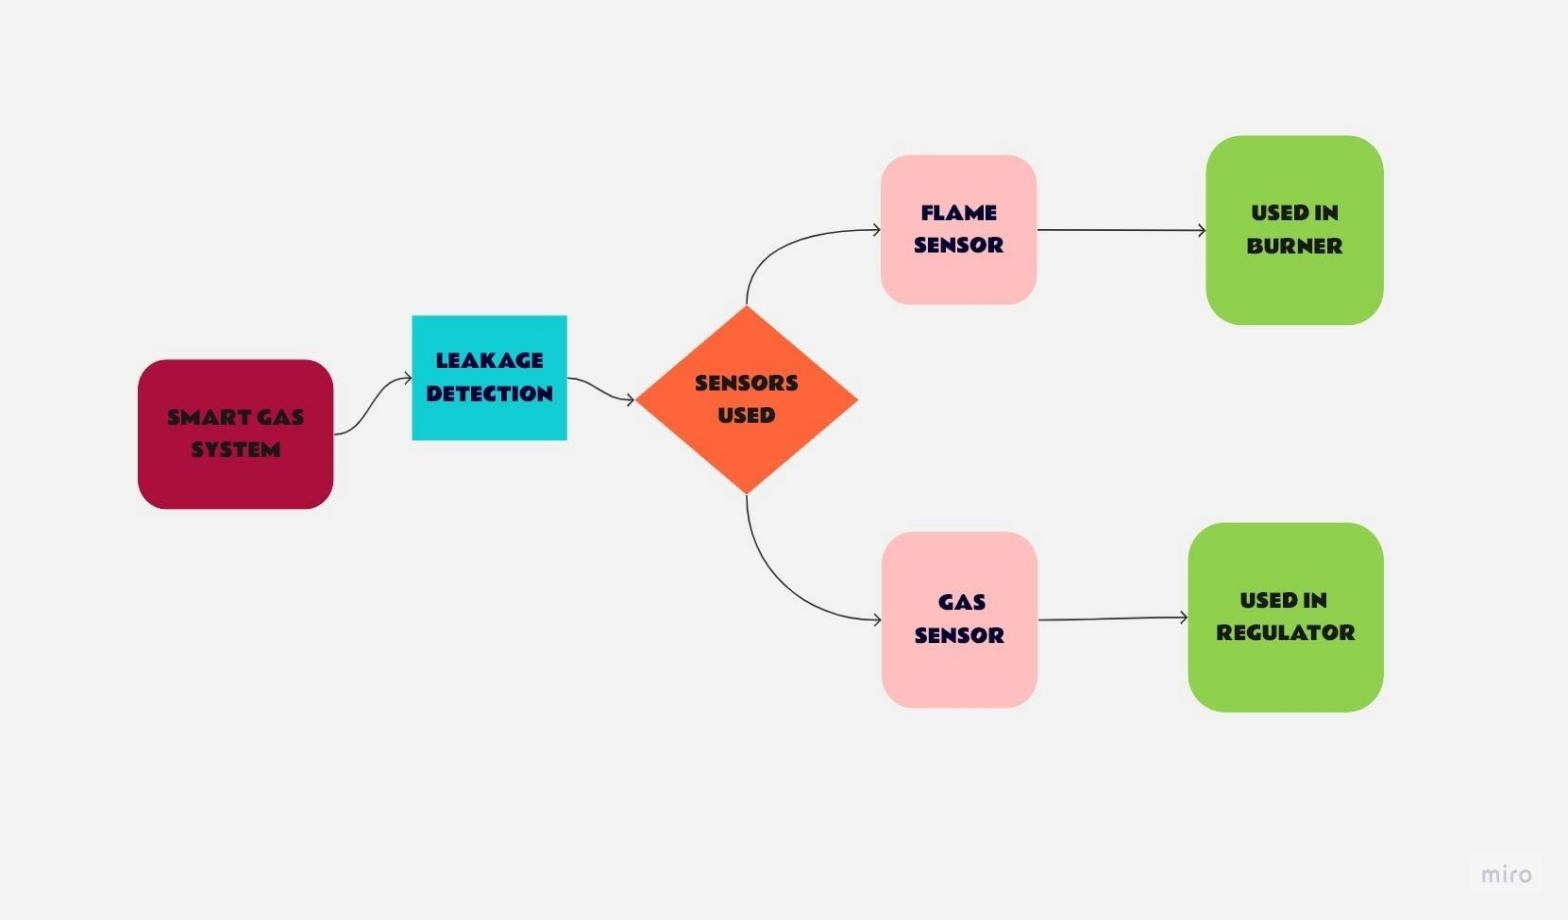 SMART GAS
SYSTEM
LEAKAGE
DETECTION
SENSORS
USED
FLAME
SENSOR
USED IN
BURNER
GAS
SENSOR
USED IN
REGULATOR
miro